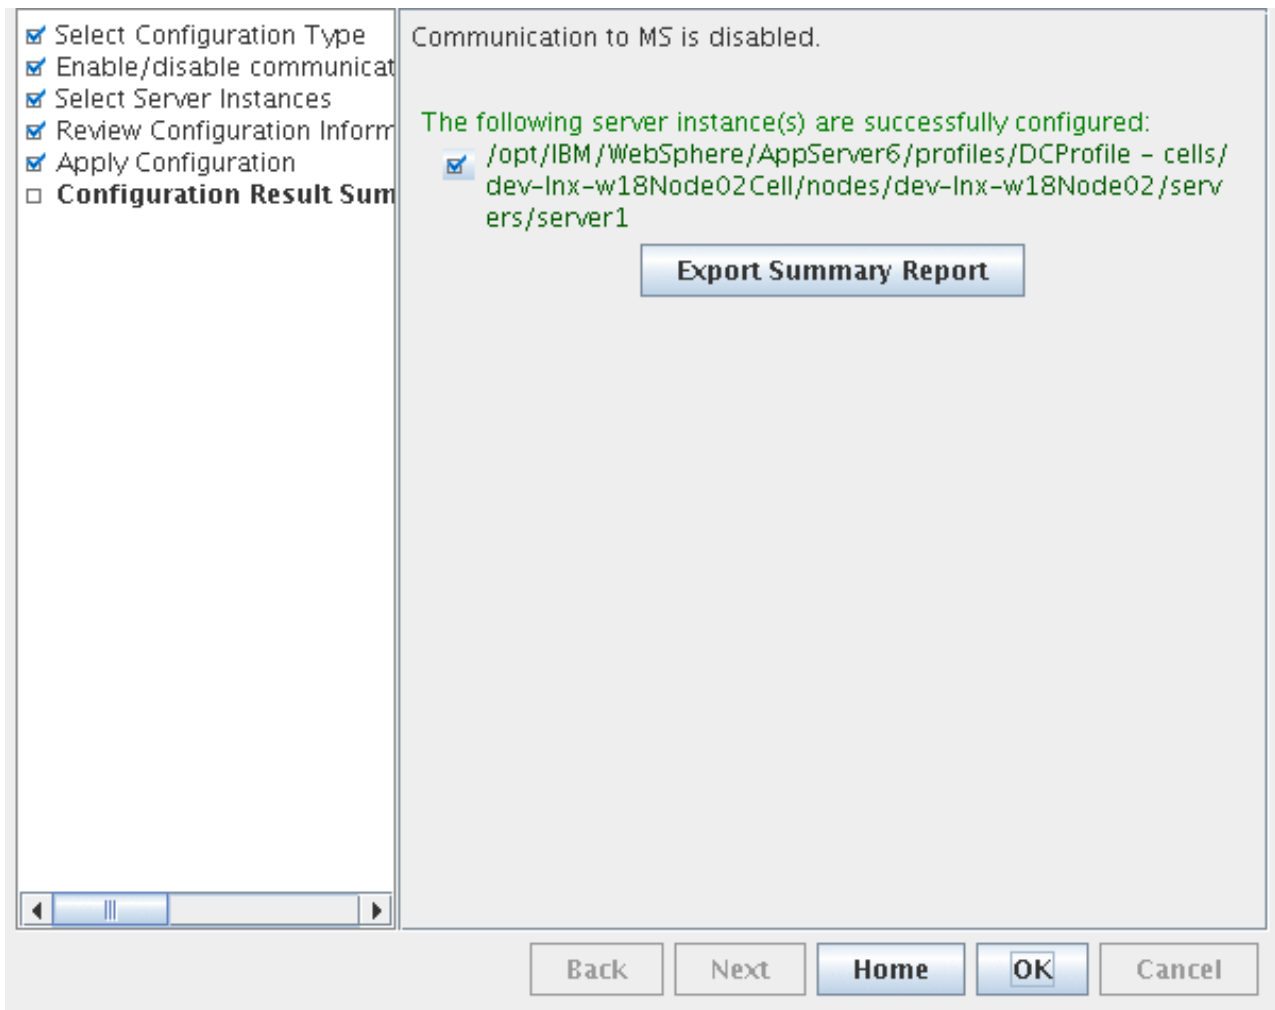 Select Configuration Type
Enable/disable communicat
Select Server Instances
Review Configuration Inform
Apply Configuration
Configuration Result Sum
Communication to MS is disabled.
The following server instance(s) are successfully configured:
/opt/IBM/WebSphere/AppServer6/profiles/DCProfile - cells/
dev-lnx-w18Node02Cell/nodes/dev-lnx-w18Node02/serv
ers/server1
Export Summary Report
Back
Next
Home
OK
Cancel